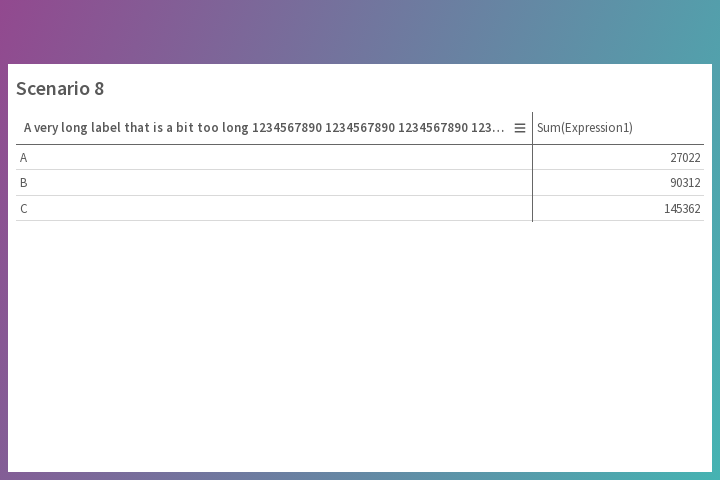 Scenario 8
A very long label that is a bit too long 1234567890 1234567890 1234567890 123… Sum(Expression1)
A 27022
B 90312
C 145362